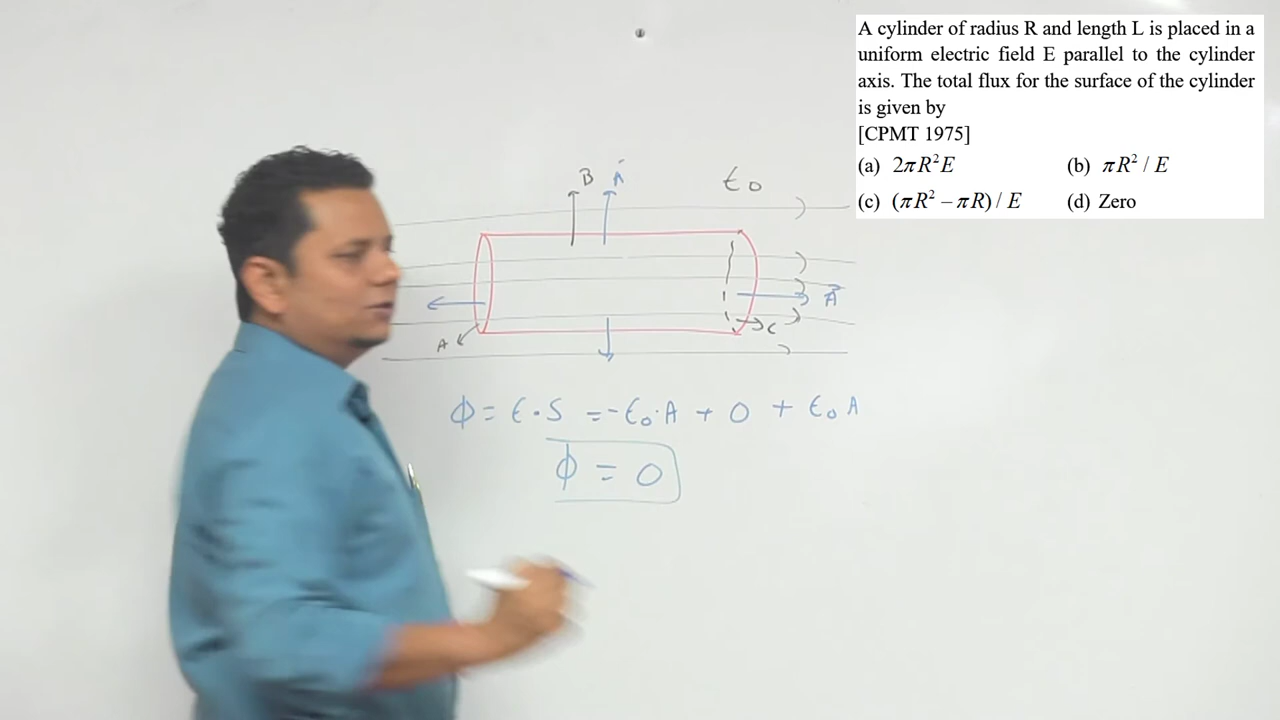 A cylinder of radius R and length L is placed in a
uniform electric field E parallel to the cylinder
axis. The total flux for the surface of the cylinder
is given by
[CPMT 1975]
(a) 2πR²E (b) πR² / E
(c) (πR² – πR) / E (d) Zero
B A E₀
A⃗
C
A
ϕ = E·S = -E₀·A + 0 + E₀A
ϕ = 0